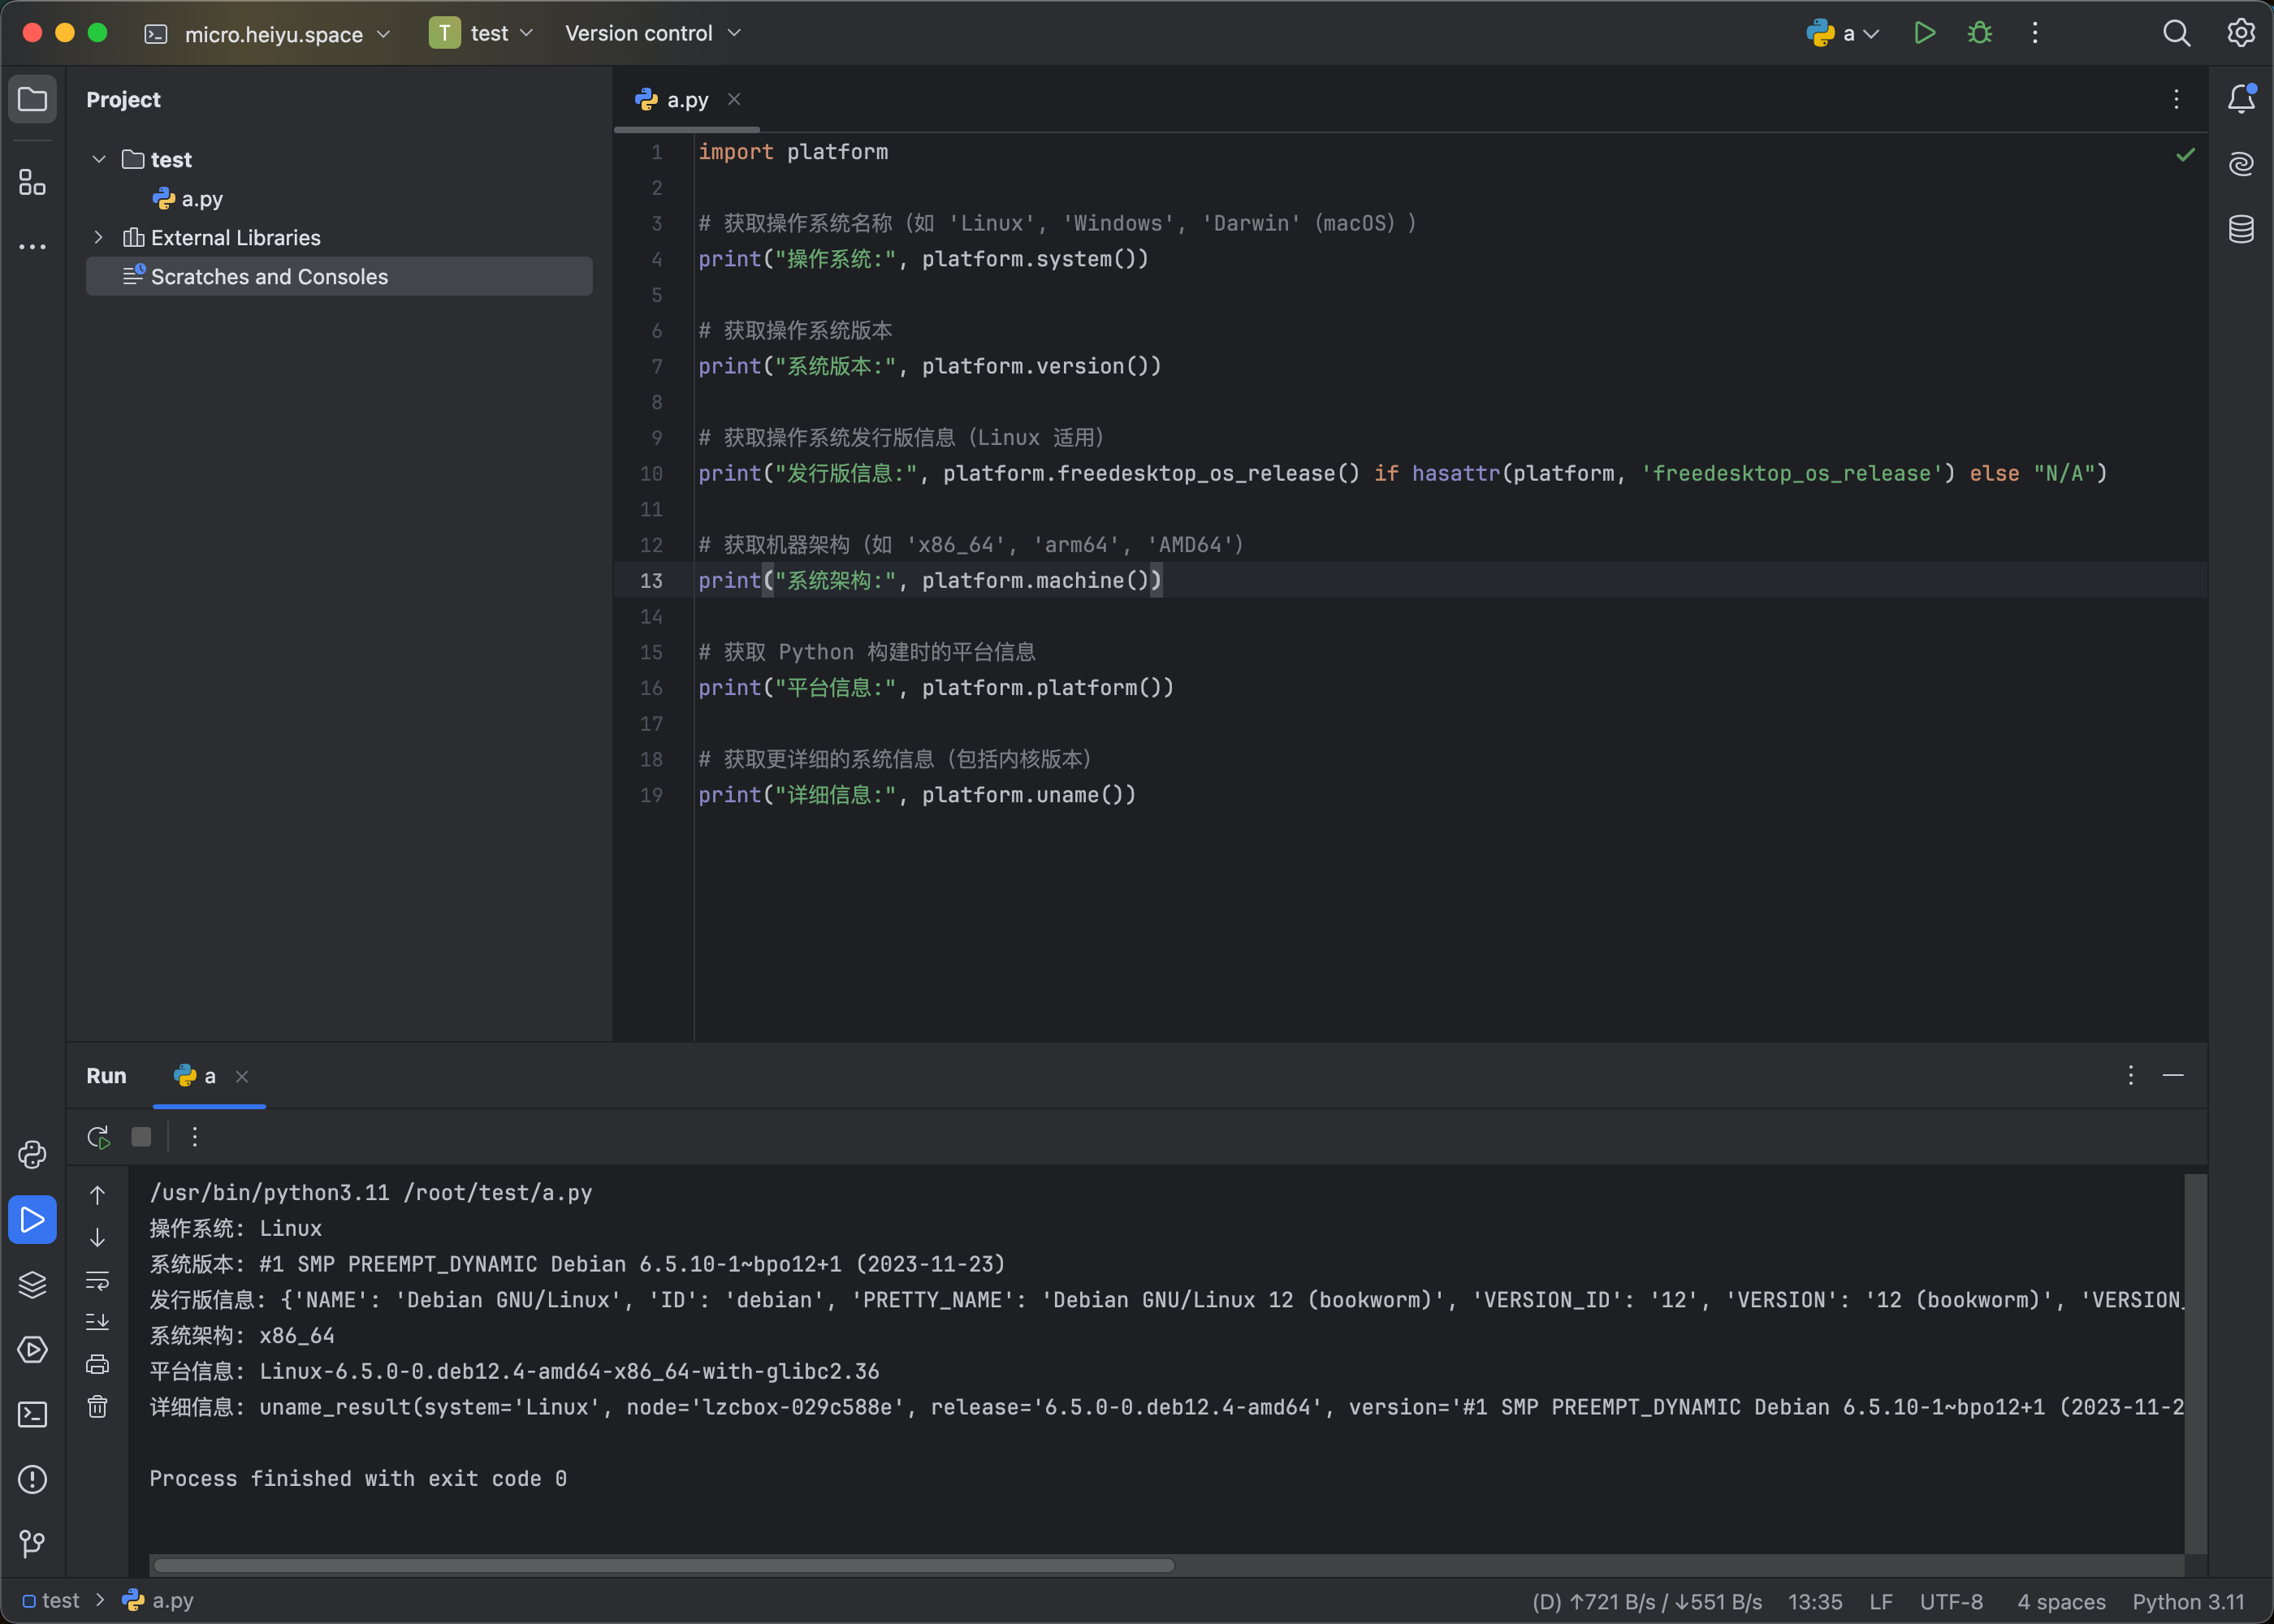 micro.heiyu.space
T test
Version control
a
Project
test
a.py
External Libraries
Scratches and Consoles
a.py
1 import platform
2
3 # 获取操作系统名称（如 'Linux', 'Windows', 'Darwin'（macOS））
4 print("操作系统:", platform.system())
5
6 # 获取操作系统版本
7 print("系统版本:", platform.version())
8
9 # 获取操作系统发行版信息（Linux 适用）
10 print("发行版信息:", platform.freedesktop_os_release() if hasattr(platform, 'freedesktop_os_release') else "N/A")
11
12 # 获取机器架构（如 'x86_64', 'arm64', 'AMD64'）
13 print("系统架构:", platform.machine())
14
15 # 获取 Python 构建时的平台信息
16 print("平台信息:", platform.platform())
17
18 # 获取更详细的系统信息（包括内核版本）
19 print("详细信息:", platform.uname())
Run
a
/usr/bin/python3.11 /root/test/a.py
操作系统: Linux
系统版本: #1 SMP PREEMPT_DYNAMIC Debian 6.5.10-1~bpo12+1 (2023-11-23)
发行版信息: {'NAME': 'Debian GNU/Linux', 'ID': 'debian', 'PRETTY_NAME': 'Debian GNU/Linux 12 (bookworm)', 'VERSION_ID': '12', 'VERSION': '12 (bookworm)', 'VERSION_
系统架构: x86_64
平台信息: Linux-6.5.0-0.deb12.4-amd64-x86_64-with-glibc2.36
详细信息: uname_result(system='Linux', node='lzcbox-029c588e', release='6.5.0-0.deb12.4-amd64', version='#1 SMP PREEMPT_DYNAMIC Debian 6.5.10-1~bpo12+1 (2023-11-2
Process finished with exit code 0
test
a.py
(D) ↑721 B/s / ↓551 B/s
13:35
LF
UTF-8
4 spaces
Python 3.11